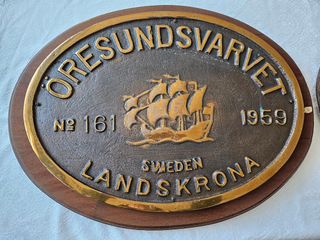 ÖRESUNDSVARVET
Nº 161 1959
SWEDEN
LANDSKRONA